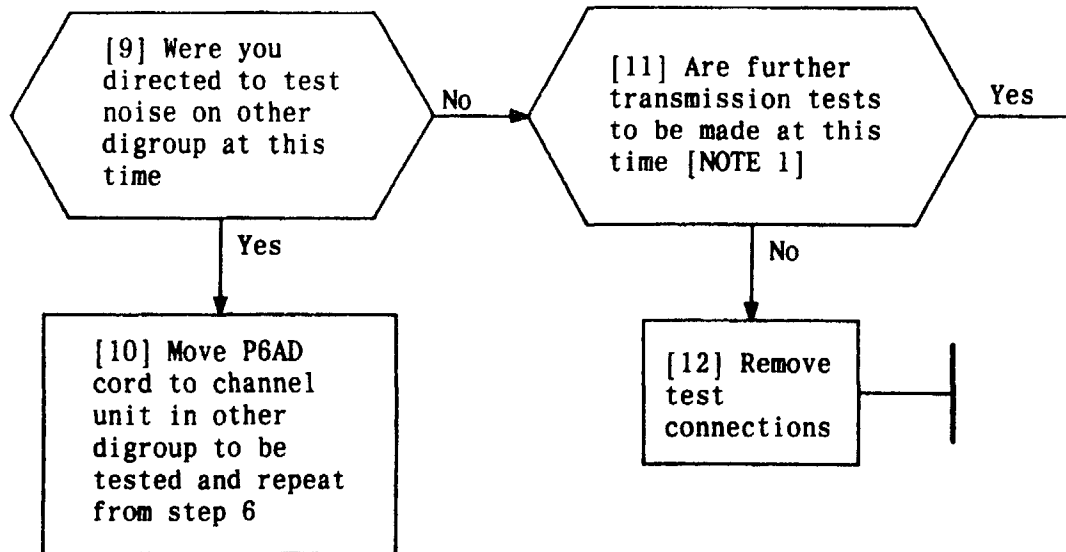 [9] Were you
directed to test
noise on other
digroup at this
time
No
[11] Are further
transmission tests
to be made at this
time [NOTE 1]
Yes
Yes
No
[10] Move P6AD
cord to channel
unit in other
digroup to be
tested and repeat
from step 6
[12] Remove
test
connections